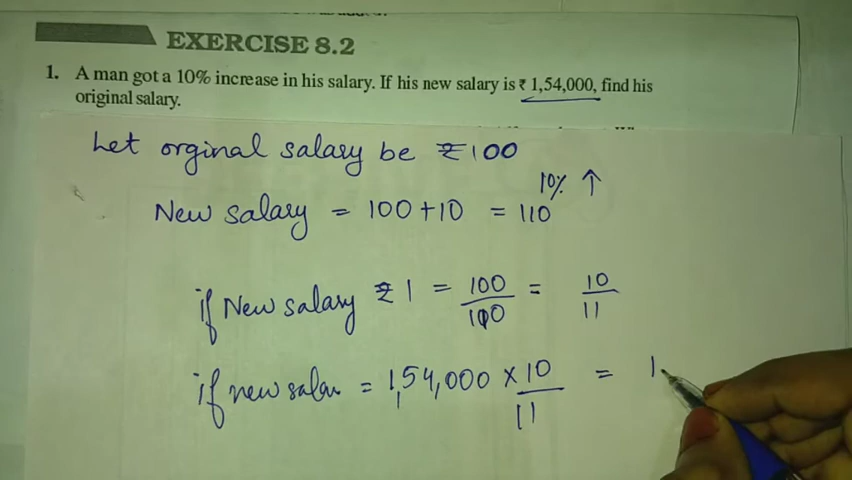 EXERCISE 8.2
1. A man got a 10% increase in his salary. If his new salary is ₹ 1,54,000, find his
original salary.
Let orginal salary be ₹100
10% ↑
New salary = 100+10 = 110
if New salary ₹1 = 100/110 = 10/11
if new salar = 1,54,000 × 10/11 = 1